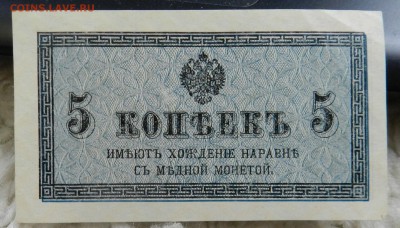 COINS.LAVE.RU
5 КОПѢЕКЪ 5
ИМѢЮТЪ ХОЖДЕНІЕ НАРАВНѢ
СЪ МѢДНОЙ МОНЕТОЙ.